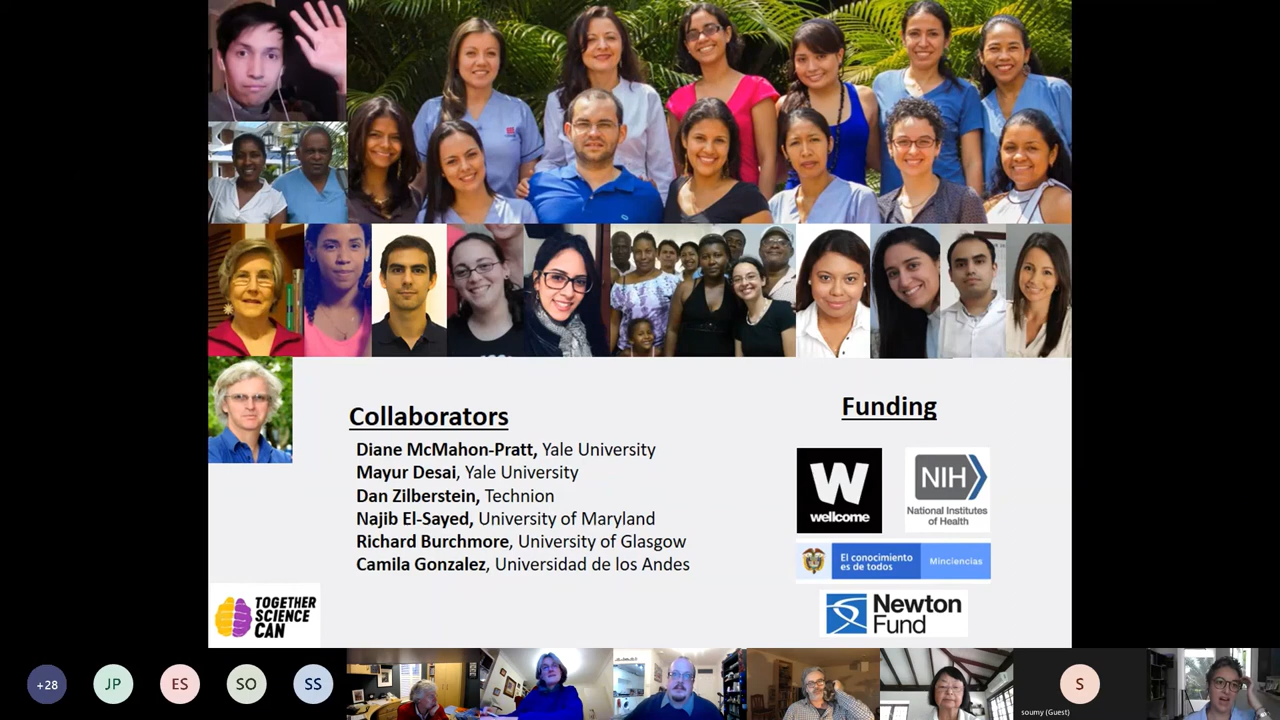 Collaborators
Diane McMahon-Pratt, Yale University
Mayur Desai, Yale University
Dan Zilberstein, Technion
Najib El-Sayed, University of Maryland
Richard Burchmore, University of Glasgow
Camila Gonzalez, Universidad de los Andes
Funding
W
wellcome
NIH
National Institutes
of Health
El conocimiento
es de todos
Minciencias
Newton
Fund
TOGETHER
SCIENCE
CAN
+28
JP
ES
SO
SS
S
soumy (Guest)